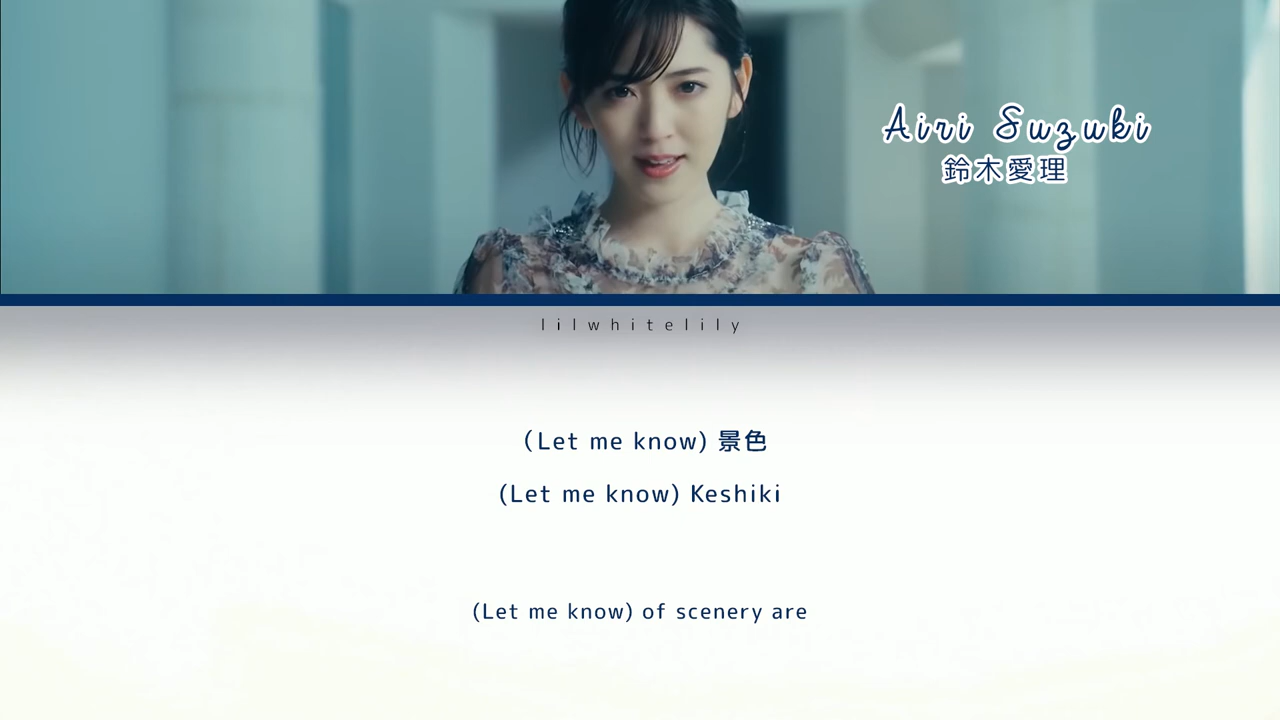 Airi Suzuki
鈴木愛理
lilwhitelily
(Let me know) 景色
(Let me know) Keshiki
(Let me know) of scenery are